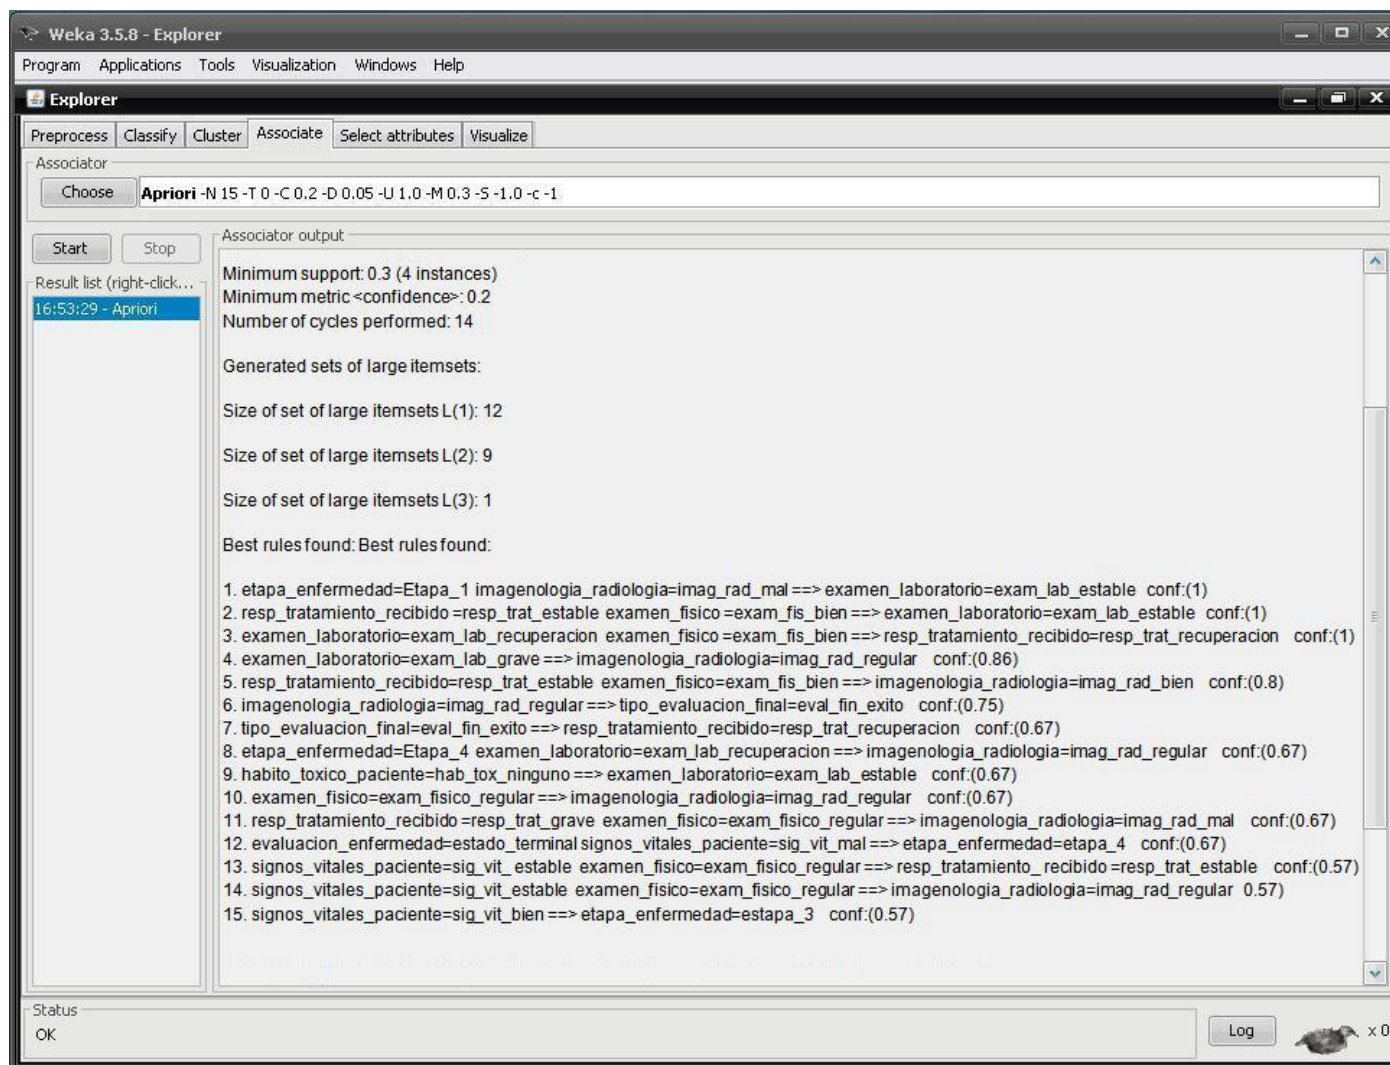 Weka 3.5.8 - Explorer
Program Applications Tools Visualization Windows Help
Explorer
Preprocess Classify Cluster Associate Select attributes Visualize
Associator
Choose Apriori -N 15 -T 0 -C 0.2 -D 0.05 -U 1.0 -M 0.3 -S -1.0 -c -1
Start Stop
Result list (right-click...
16:53:29 - Apriori
Associator output
Minimum support: 0.3 (4 instances)
Minimum metric <confidence>: 0.2
Number of cycles performed: 14
Generated sets of large itemsets:
Size of set of large itemsets L(1): 12
Size of set of large itemsets L(2): 9
Size of set of large itemsets L(3): 1
Best rules found: Best rules found:
1. etapa_enfermedad=Etapa_1 imagenologia_radiologia=imag_rad_mal ==> examen_laboratorio=exam_lab_estable conf:(1)
2. resp_tratamiento_recibido =resp_trat_estable examen_fisico =exam_fis_bien ==> examen_laboratorio=exam_lab_estable conf:(1)
3. examen_laboratorio=exam_lab_recuperacion examen_fisico =exam_fis_bien ==> resp_tratamiento_recibido=resp_trat_recuperacion conf:(1)
4. examen_laboratorio=exam_lab_grave ==> imagenologia_radiologia=imag_rad_regular conf:(0.86)
5. resp_tratamiento_recibido=resp_trat_estable examen_fisico=exam_fis_bien ==> imagenologia_radiologia=imag_rad_bien conf:(0.8)
6. imagenologia_radiologia=imag_rad_regular ==> tipo_evaluacion_final=eval_fin_exito conf:(0.75)
7. tipo_evaluacion_final=eval_fin_exito ==> resp_tratamiento_recibido=resp_trat_recuperacion conf:(0.67)
8. etapa_enfermedad=Etapa_4 examen_laboratorio=exam_lab_recuperacion ==> imagenologia_radiologia=imag_rad_regular conf:(0.67)
9. habito_toxico_paciente=hab_tox_ninguno ==> examen_laboratorio=exam_lab_estable conf:(0.67)
10. examen_fisico=exam_fisico_regular ==> imagenologia_radiologia=imag_rad_regular conf:(0.67)
11. resp_tratamiento_recibido =resp_trat_grave examen_fisico=exam_fisico_regular ==> imagenologia_radiologia=imag_rad_mal conf:(0.67)
12. evaluacion_enfermedad=estado_terminal signos_vitales_paciente=sig_vit_mal ==> etapa_enfermedad=etapa_4 conf:(0.67)
13. signos_vitales_paciente=sig_vit_ estable examen_fisico=exam_fisico_regular ==> resp_tratamiento_ recibido =resp_trat_estable conf:(0.57)
14. signos_vitales_paciente=sig_vit_estable examen_fisico=exam_fisico_regular ==> imagenologia_radiologia=imag_rad_regular 0.57)
15. signos_vitales_paciente=sig_vit_bien ==> etapa_enfermedad=estapa_3 conf:(0.57)
Status
OK
Log
x 0